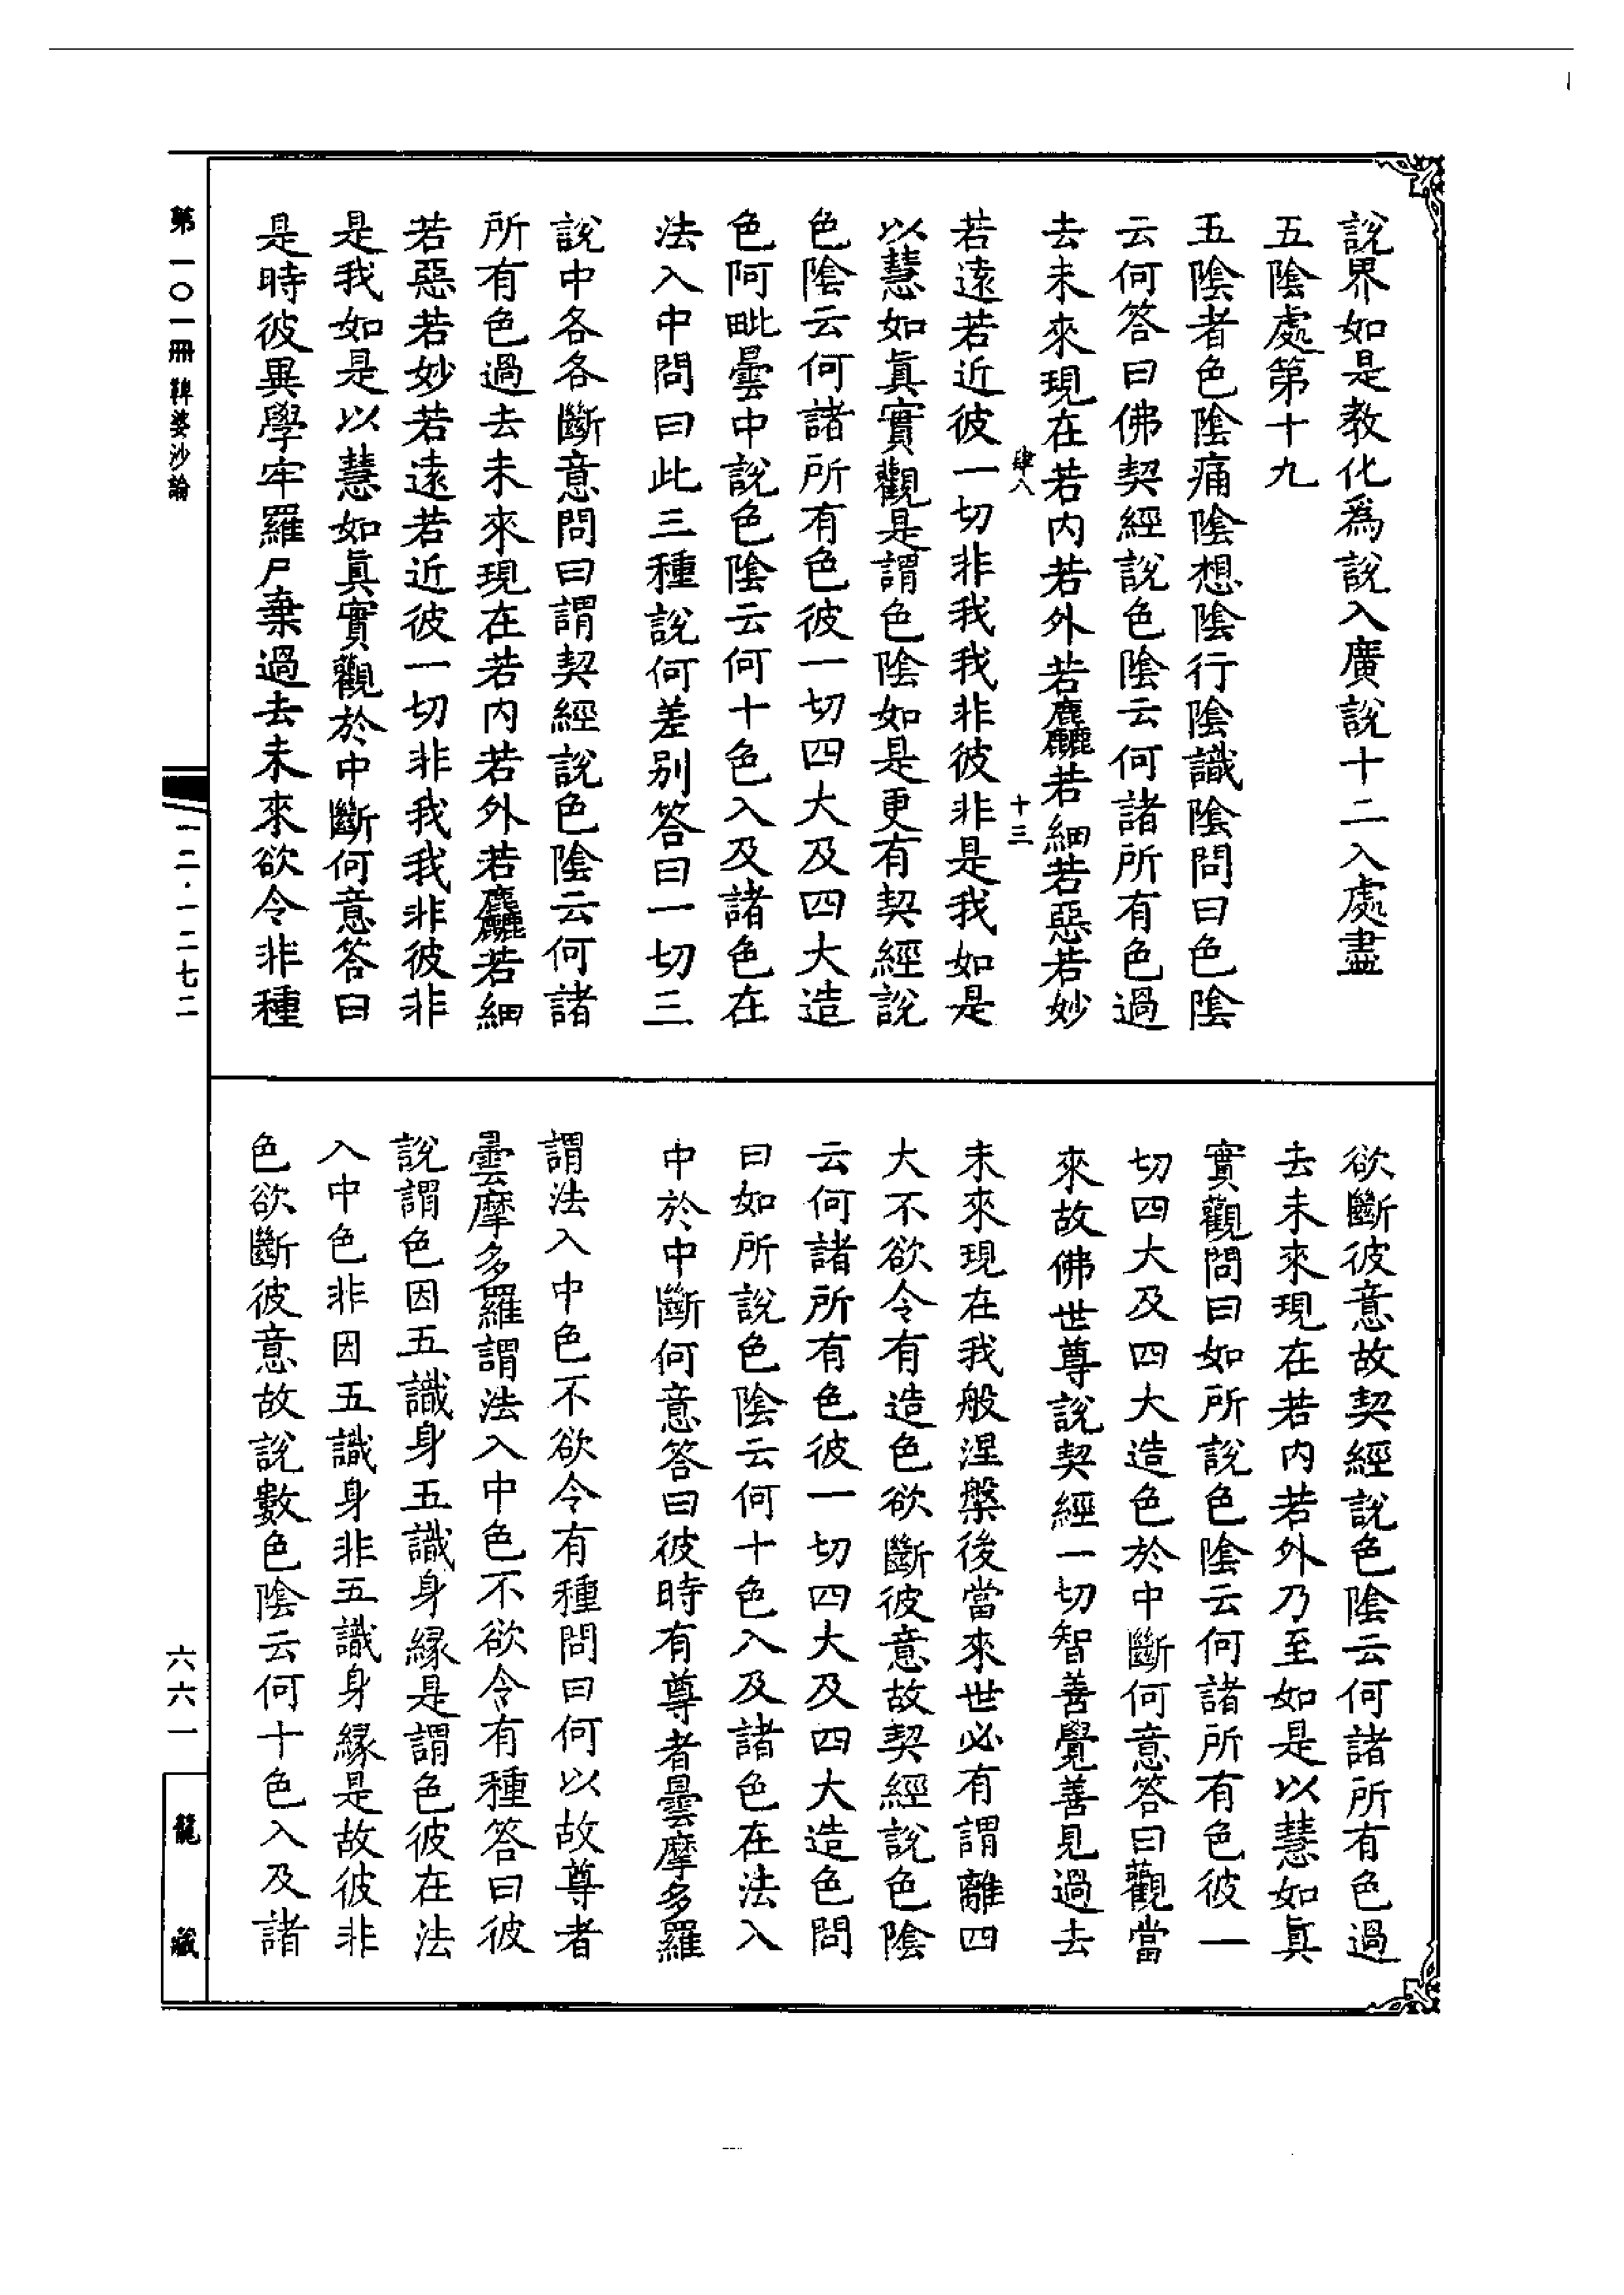 說界如是教化爲說入廣說十二入處盡
五陰處第十九
五陰者色陰痛陰想陰行陰識陰問曰色陰
云何答曰佛契經說色陰云何諸所有色過
去未來現在若內若外若麤若細若惡若妙
肆八
十三
若遠若近彼一切非我我非彼非是我如是
以慧如眞實觀是謂色陰如是更有契經說
色陰云何諸所有色彼一切四大及四大造
色阿毗曇中說色陰云何十色入及諸色在
法入中問曰此三種說何差別答曰一切三
說中各各斷意問曰謂契經說色陰云何諸
所有色過去未來現在若內若外若麤若細
若惡若妙若遠若近彼一切非我我非彼非
是我如是以慧如眞實觀於中斷何意答曰
是時彼異學牢羅尸棄過去未來欲令非種
欲斷彼意故契經說色陰云何諸所有色過
去未來現在若內若外乃至如是以慧如眞
實觀問曰如所說色陰云何諸所有色彼一
切四大及四大造色於中斷何意答曰觀當
來故佛世尊說契經一切智善覺善見過去
未來現在我般涅槃後當來世必有謂離四
大不欲令有造色欲斷彼意故契經說色陰
云何諸所有色彼一切四大及四大造色問
曰如所說色陰云何十色入及諸色在法入
中於中斷何意答曰彼時有尊者曇摩多羅
謂法入中色不欲令有種問曰何以故尊者
曇摩多羅謂法入中色不欲令有種答曰彼
說謂色因五識身五識身緣是謂色彼在法
入中色非因五識身非五識身緣是故彼非
色欲斷彼意故說數色陰云何十色入及諸
第一〇一冊 鞞婆沙論
一二·一二七二
六六一
龍藏